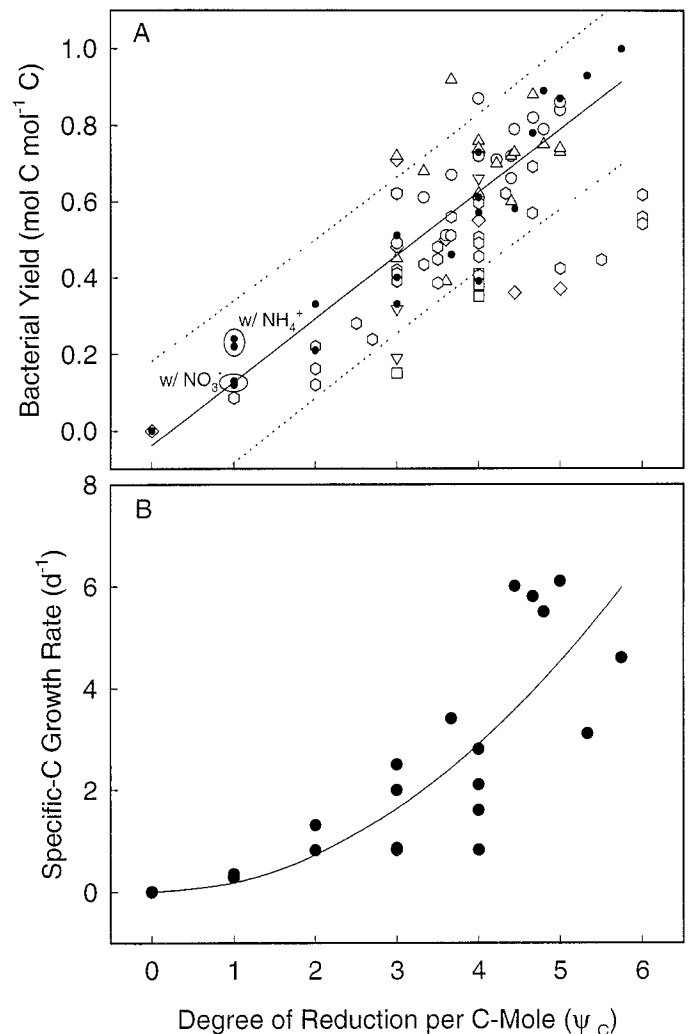 A
Bacterial Yield (mol C mol⁻¹ C)
1.0
0.8
0.6
0.4
0.2
0.0
w/ NH₄⁺
w/ NO₃⁻
B
Specific-C Growth Rate (d⁻¹)
8
6
4
2
0
0 1 2 3 4 5 6
Degree of Reduction per C-Mole (ψ_C)